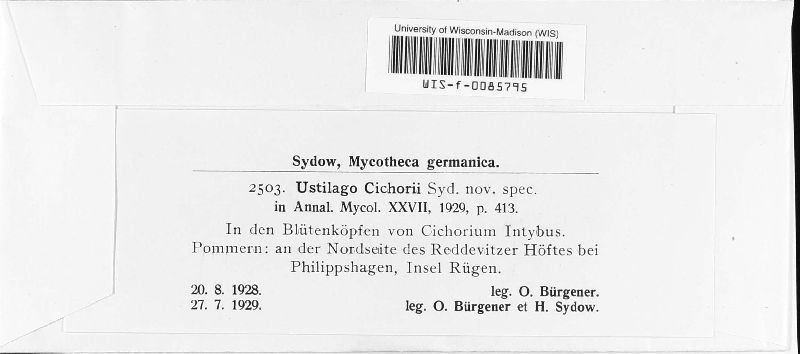 University of Wisconsin-Madison (WIS)
WIS-f-0085795
Sydow, Mycotheca germanica.
2503. Ustilago Cichorii Syd. nov. spec.
in Annal. Mycol. XXVII, 1929, p. 413.
In den Blütenköpfen von Cichorium Intybus.
Pommern: an der Nordseite des Reddevitzer Höftes bei
Philippshagen, Insel Rügen.
20. 8. 1928. leg. O. Bürgener.
27. 7. 1929. leg. O. Bürgener et H. Sydow.